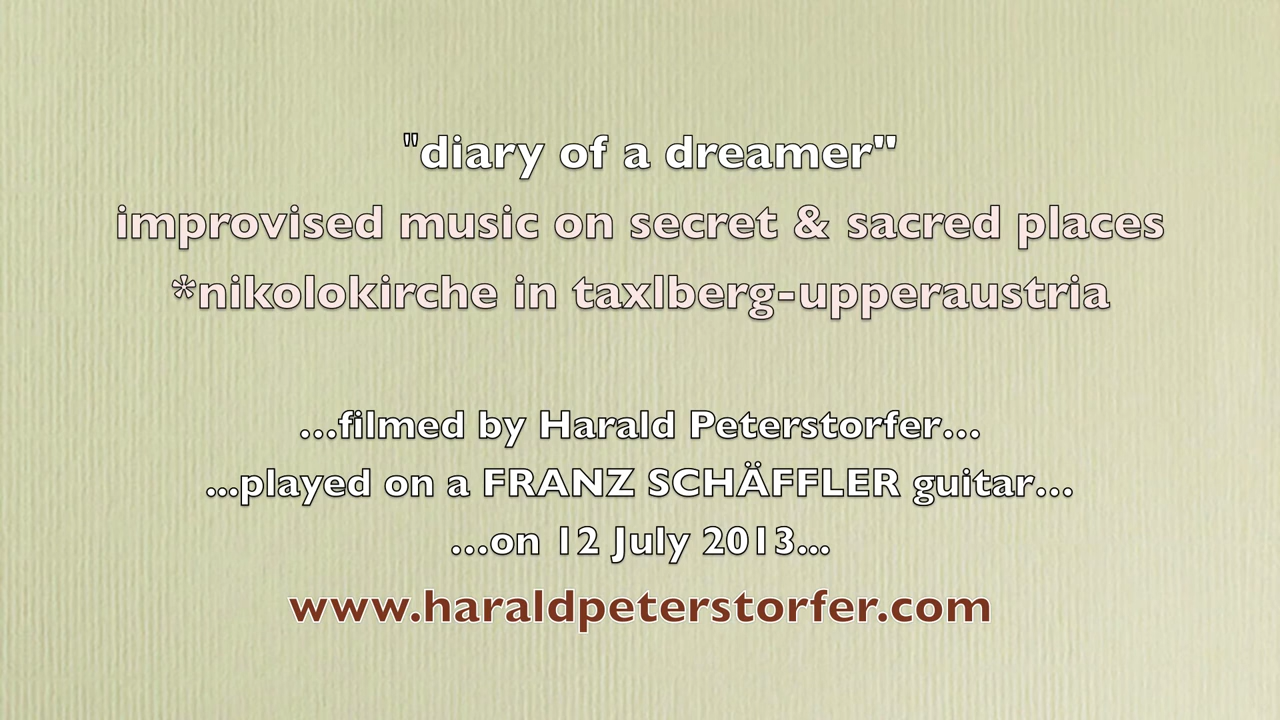 "diary of a dreamer"
improvised music on secret & sacred places
*nikolokirche in taxlberg-upperaustria
...filmed by Harald Peterstorfer...
...played on a FRANZ SCHÄFFLER guitar...
...on 12 July 2013...
www.haraldpeterstorfer.com